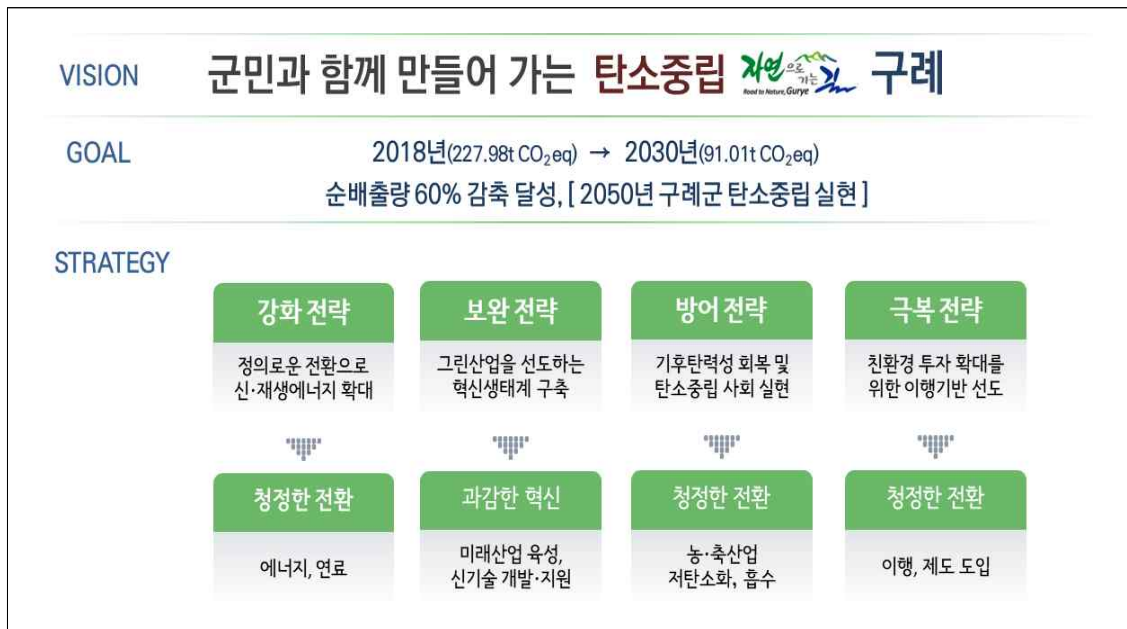 VISION
군민과 함께 만들어 가는 탄소중립 자연으로 가는 길 구례
Road to Nature, Gurye
GOAL
2018년(227.98t CO₂eq) → 2030년(91.01t CO₂eq)
순배출량 60% 감축 달성, [ 2050년 구례군 탄소중립 실현 ]
STRATEGY
강화 전략
정의로운 전환으로
신·재생에너지 확대
청정한 전환
에너지, 연료
보완 전략
그린산업을 선도하는
혁신생태계 구축
과감한 혁신
미래산업 육성,
신기술 개발·지원
방어 전략
기후탄력성 회복 및
탄소중립 사회 실현
청정한 전환
농·축산업
저탄소화, 흡수
극복 전략
친환경 투자 확대를
위한 이행기반 선도
청정한 전환
이행, 제도 도입